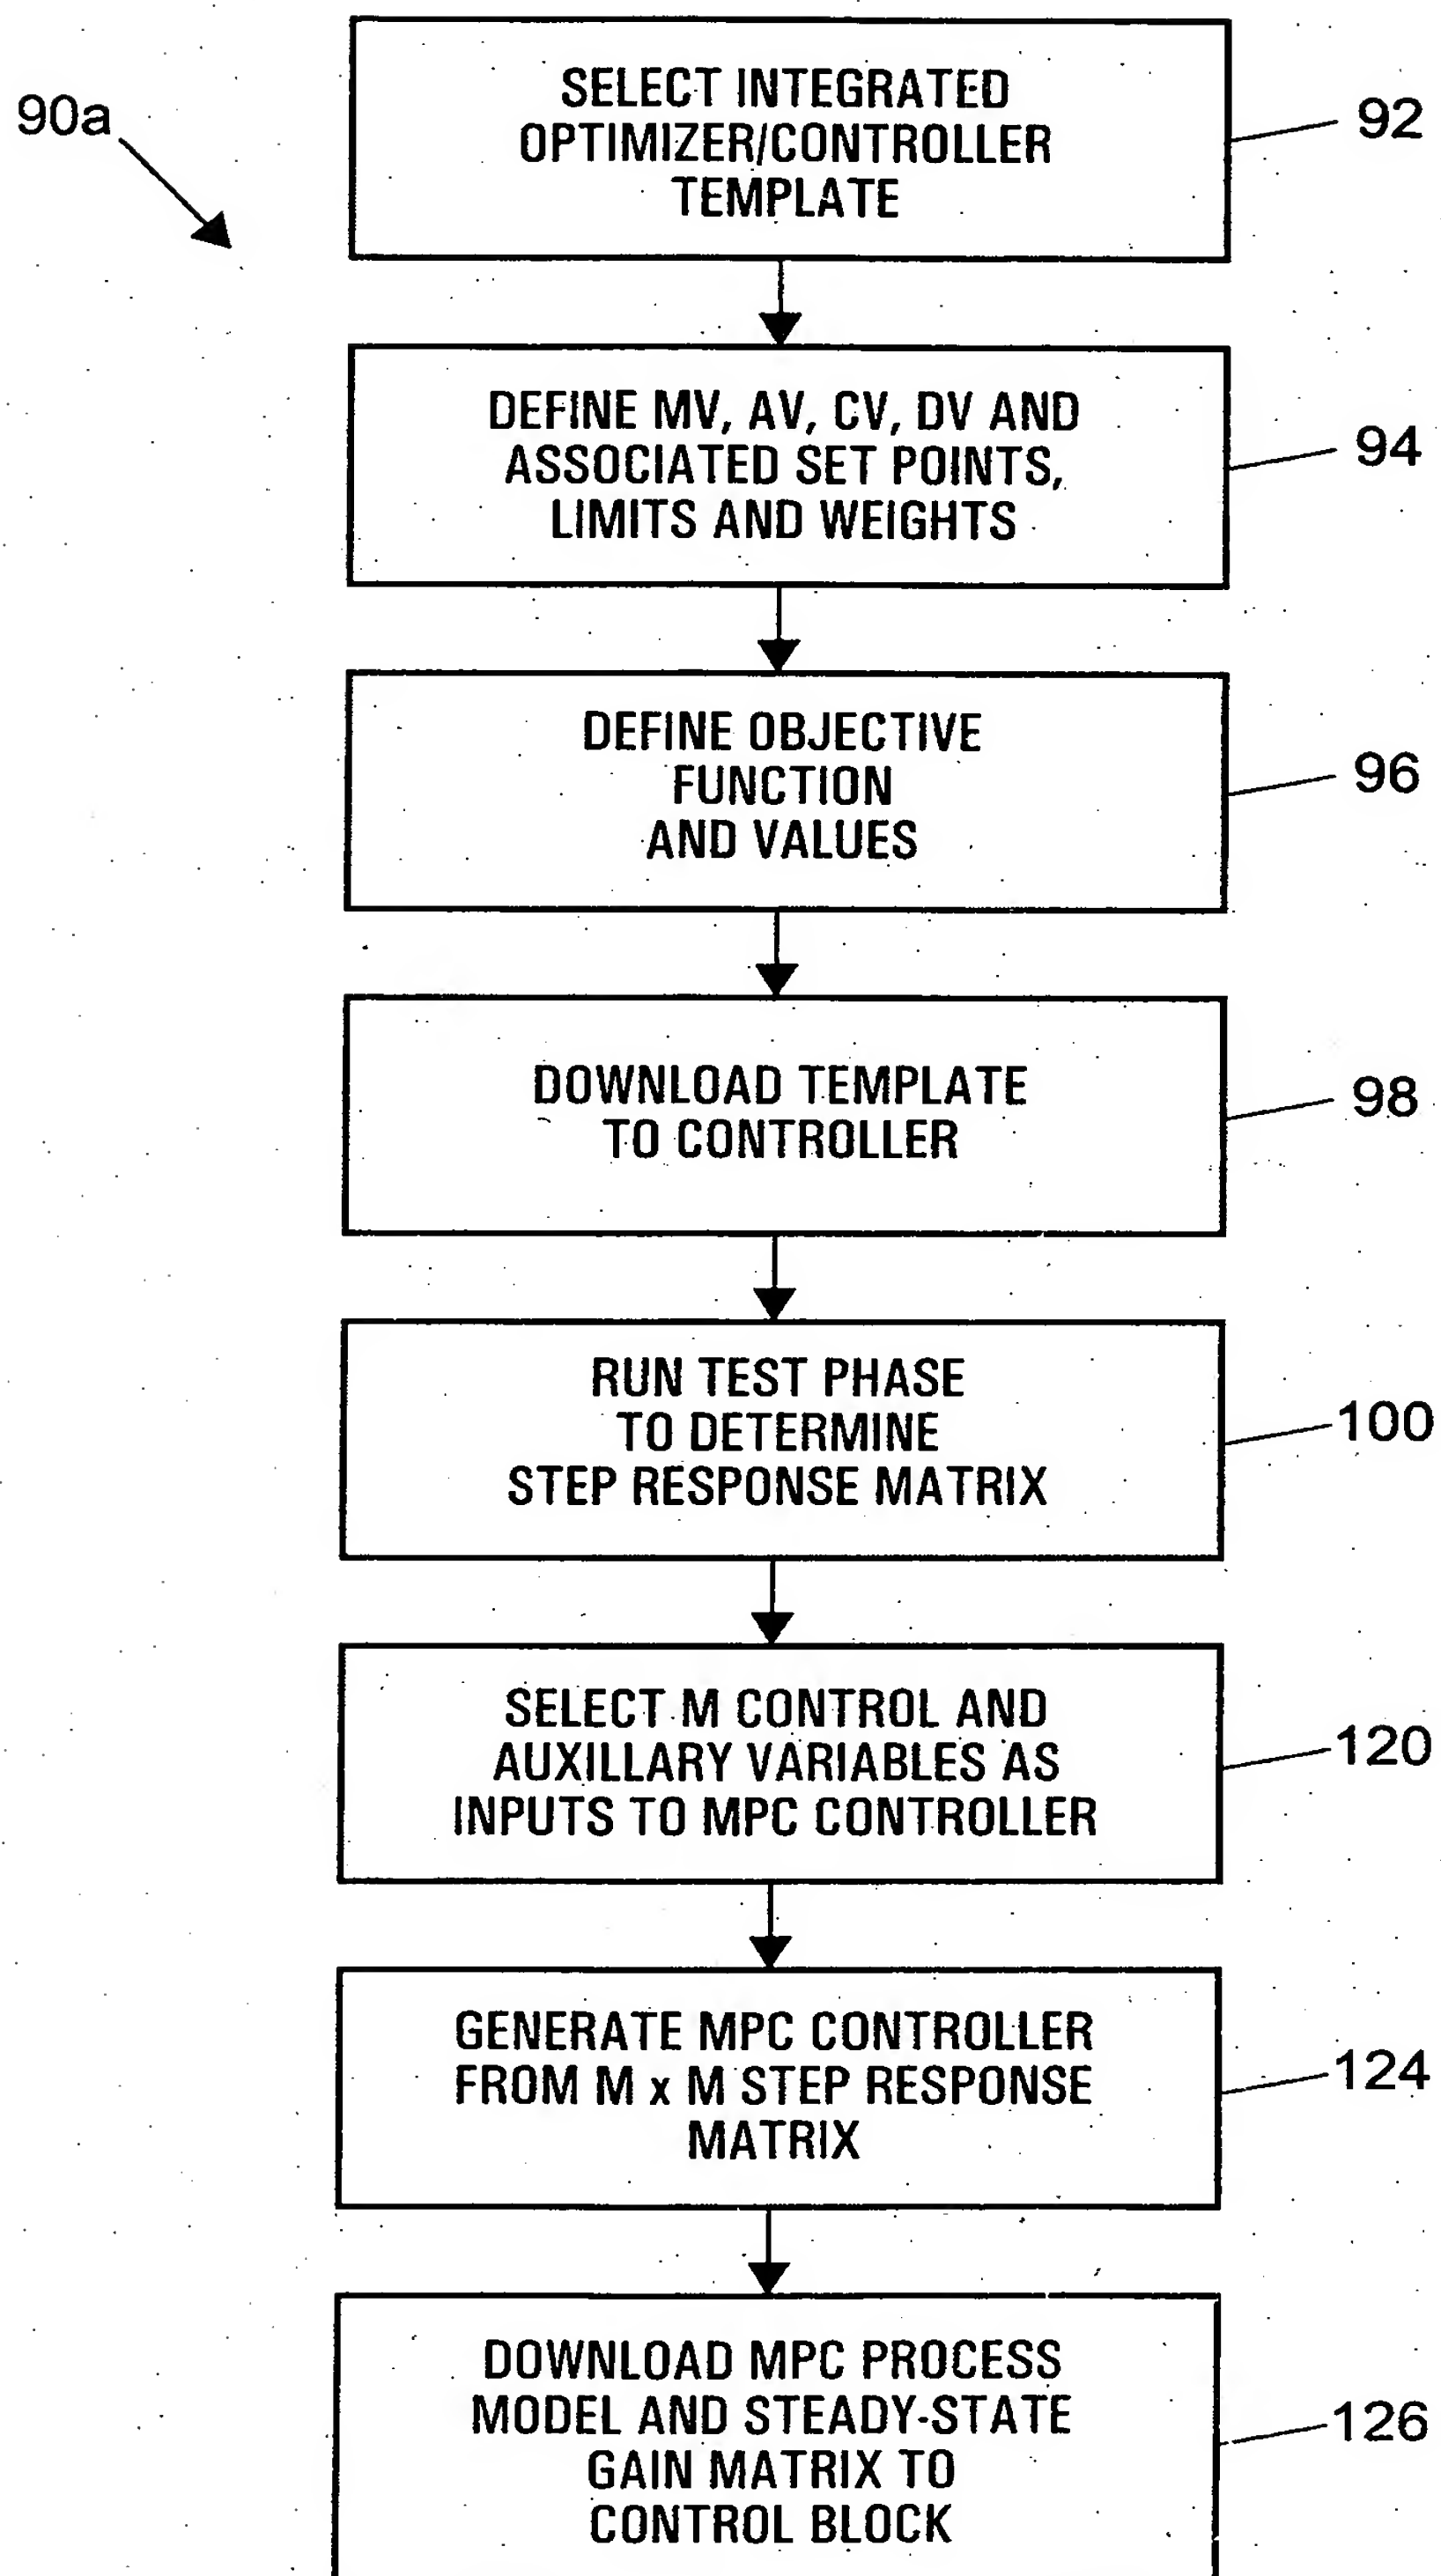 90a
SELECT INTEGRATED
OPTIMIZER/CONTROLLER
TEMPLATE
92
DEFINE MV, AV, CV, DV AND
ASSOCIATED SET POINTS,
LIMITS AND WEIGHTS
94
DEFINE OBJECTIVE
FUNCTION
AND VALUES
96
DOWNLOAD TEMPLATE
TO CONTROLLER
98
RUN TEST PHASE
TO DETERMINE
STEP RESPONSE MATRIX
100
SELECT M CONTROL AND
AUXILLARY VARIABLES AS
INPUTS TO MPC CONTROLLER
120
GENERATE MPC CONTROLLER
FROM M x M STEP RESPONSE
MATRIX
124
DOWNLOAD MPC PROCESS
MODEL AND STEADY-STATE
GAIN MATRIX TO
CONTROL BLOCK
126